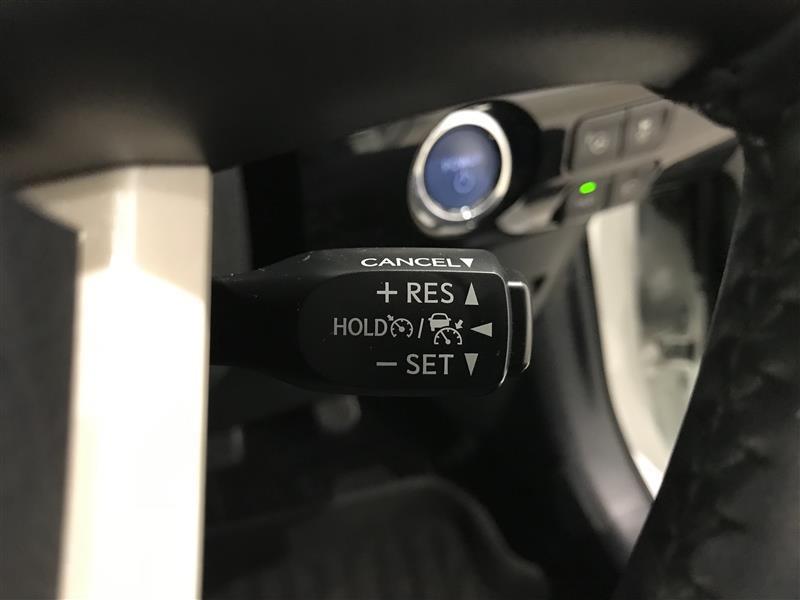 CANCEL▼
+ RES ▲
HOLD / ◄
− SET ▼